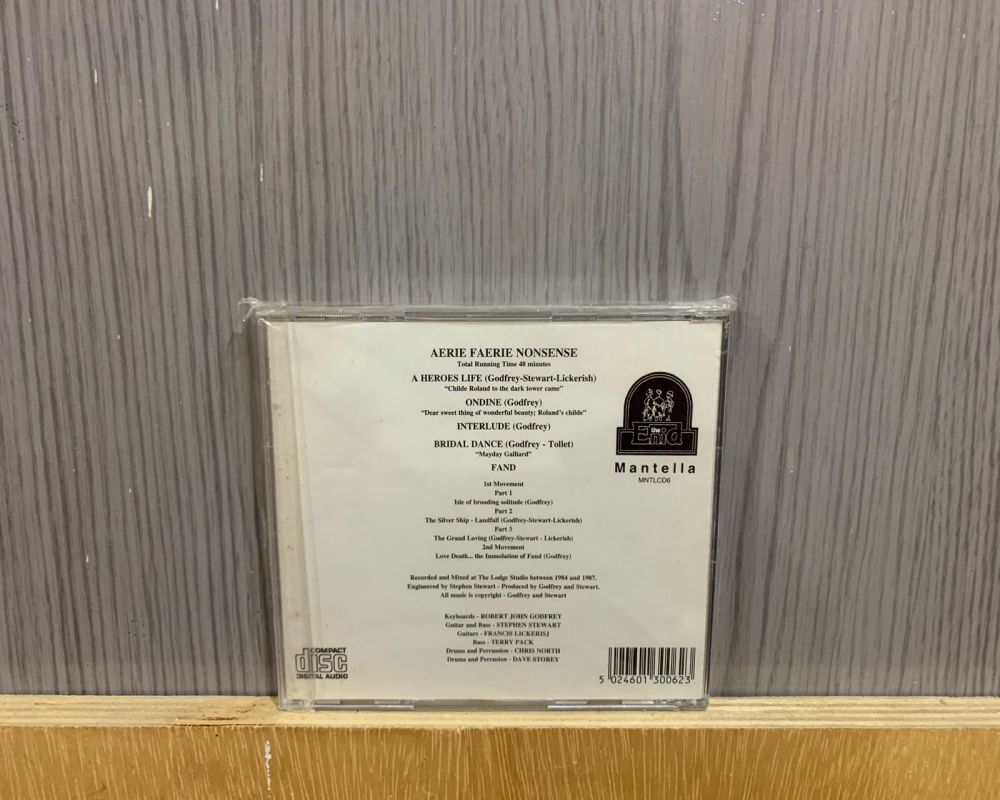 AERIE FAERIE NONSENSE
Total Running Time 48 minutes
A HEROES LIFE (Godfrey-Stewart-Lickerish)
"Childe Roland to the dark tower came"
ONDINE (Godfrey)
"Dear sweet thing of wonderful beauty; Roland's childe"
INTERLUDE (Godfrey)
BRIDAL DANCE (Godfrey - Tollet)
"Mayday Galliard"
FAND
1st Movement
Part 1
Isle of brooding solitude (Godfrey)
Part 2
The Silver Ship - Landfall (Godfrey-Stewart-Lickerish)
Part 3
The Grand Loving (Godfrey-Stewart - Lickerish)
2nd Movement
Love Death... the Immolation of Fand (Godfrey)
Recorded and Mixed at The Lodge Studio between 1984 and 1987.
Engineered by Stephen Stewart - Produced by Godfrey and Stewart.
All music is copyright - Godfrey and Stewart
Keyboards - ROBERT JOHN GODFREY
Guitar and Bass - STEPHEN STEWART
Guitars - FRANCIS LICKERISJ
Bass - TERRY PACK
Drums and Percussion - CHRIS NORTH
Drums and Percusion - DAVE STOREY
the
Enid
Mantella
MNTLCD6
COMPACT
disc
DIGITAL AUDIO
5 024601 300623